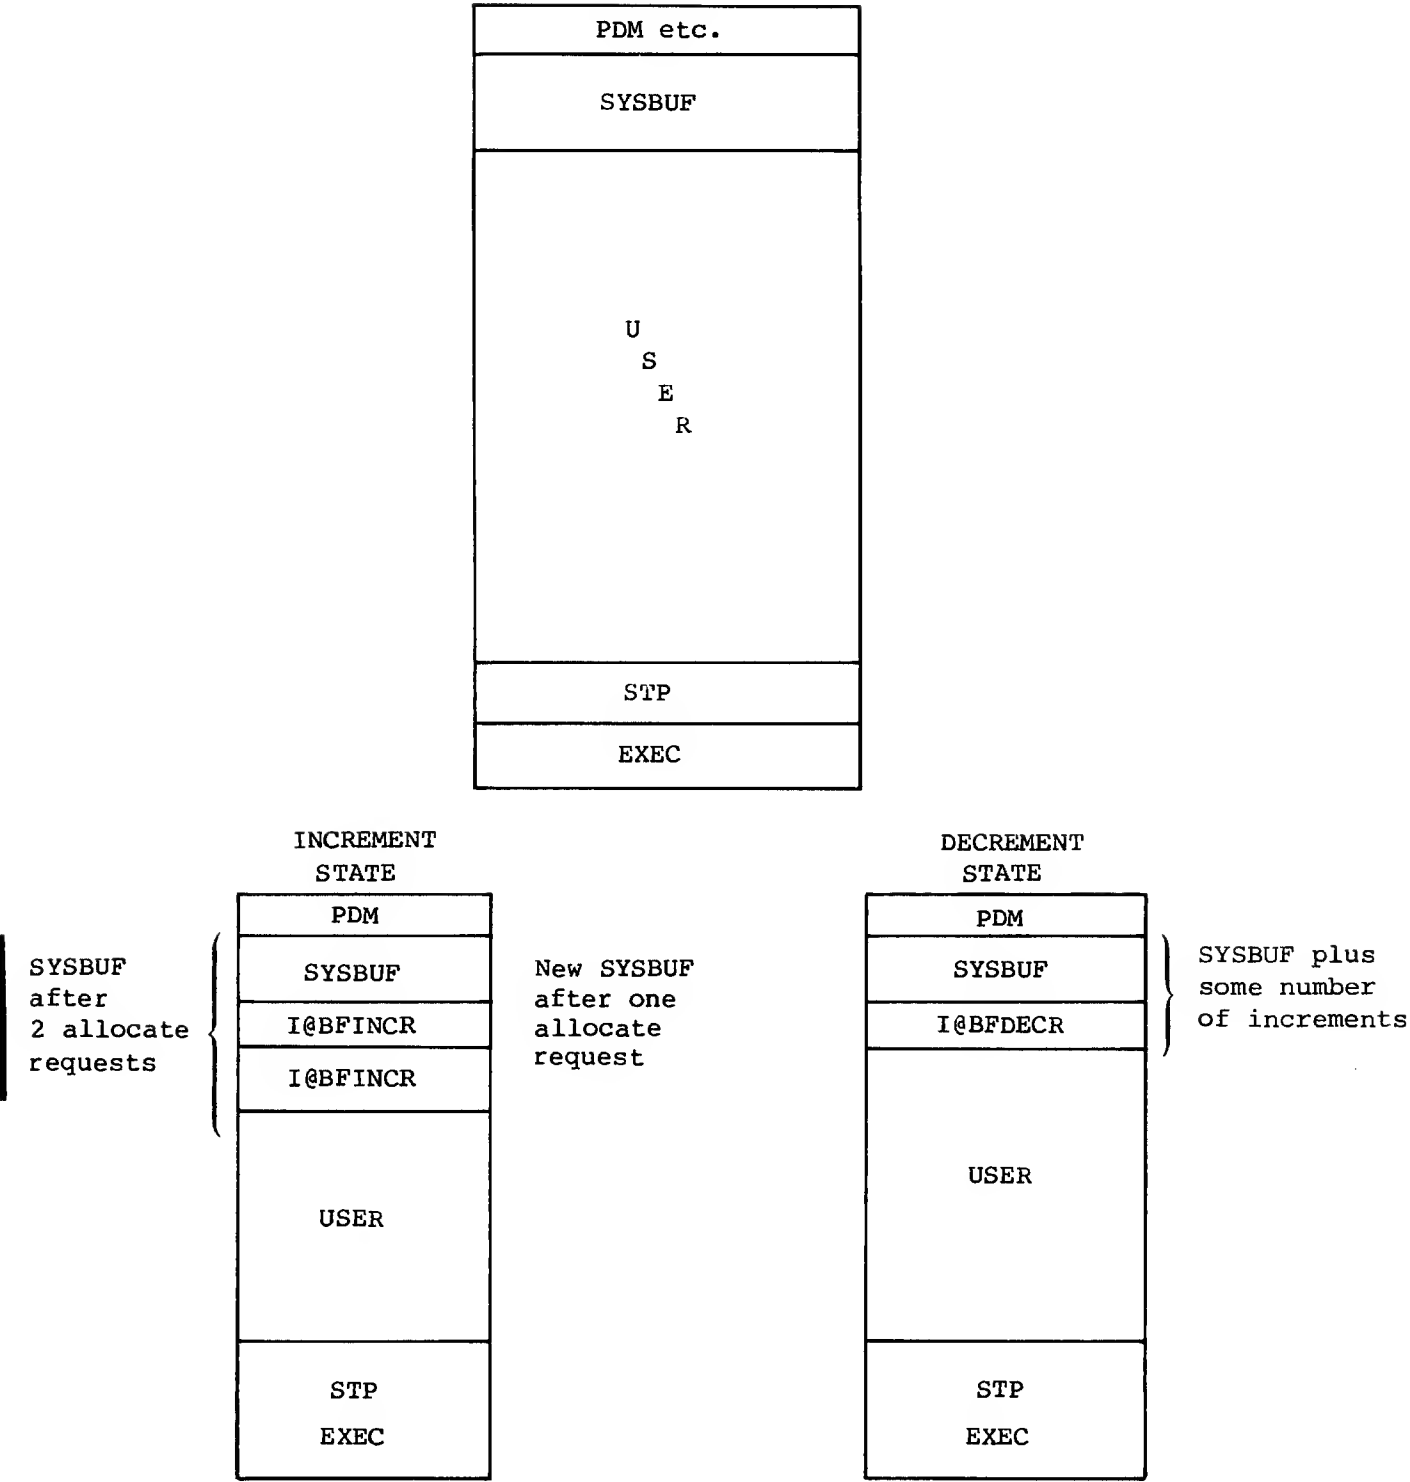 PDM etc.
SYSBUF
U
S
E
R
STP
EXEC
INCREMENT
STATE
PDM
SYSBUF
I@BFINCR
I@BFINCR
USER
STP
EXEC
SYSBUF
after
2 allocate
requests
New SYSBUF
after one
allocate
request
DECREMENT
STATE
PDM
SYSBUF
I@BFDECR
USER
STP
EXEC
SYSBUF plus
some number
of increments